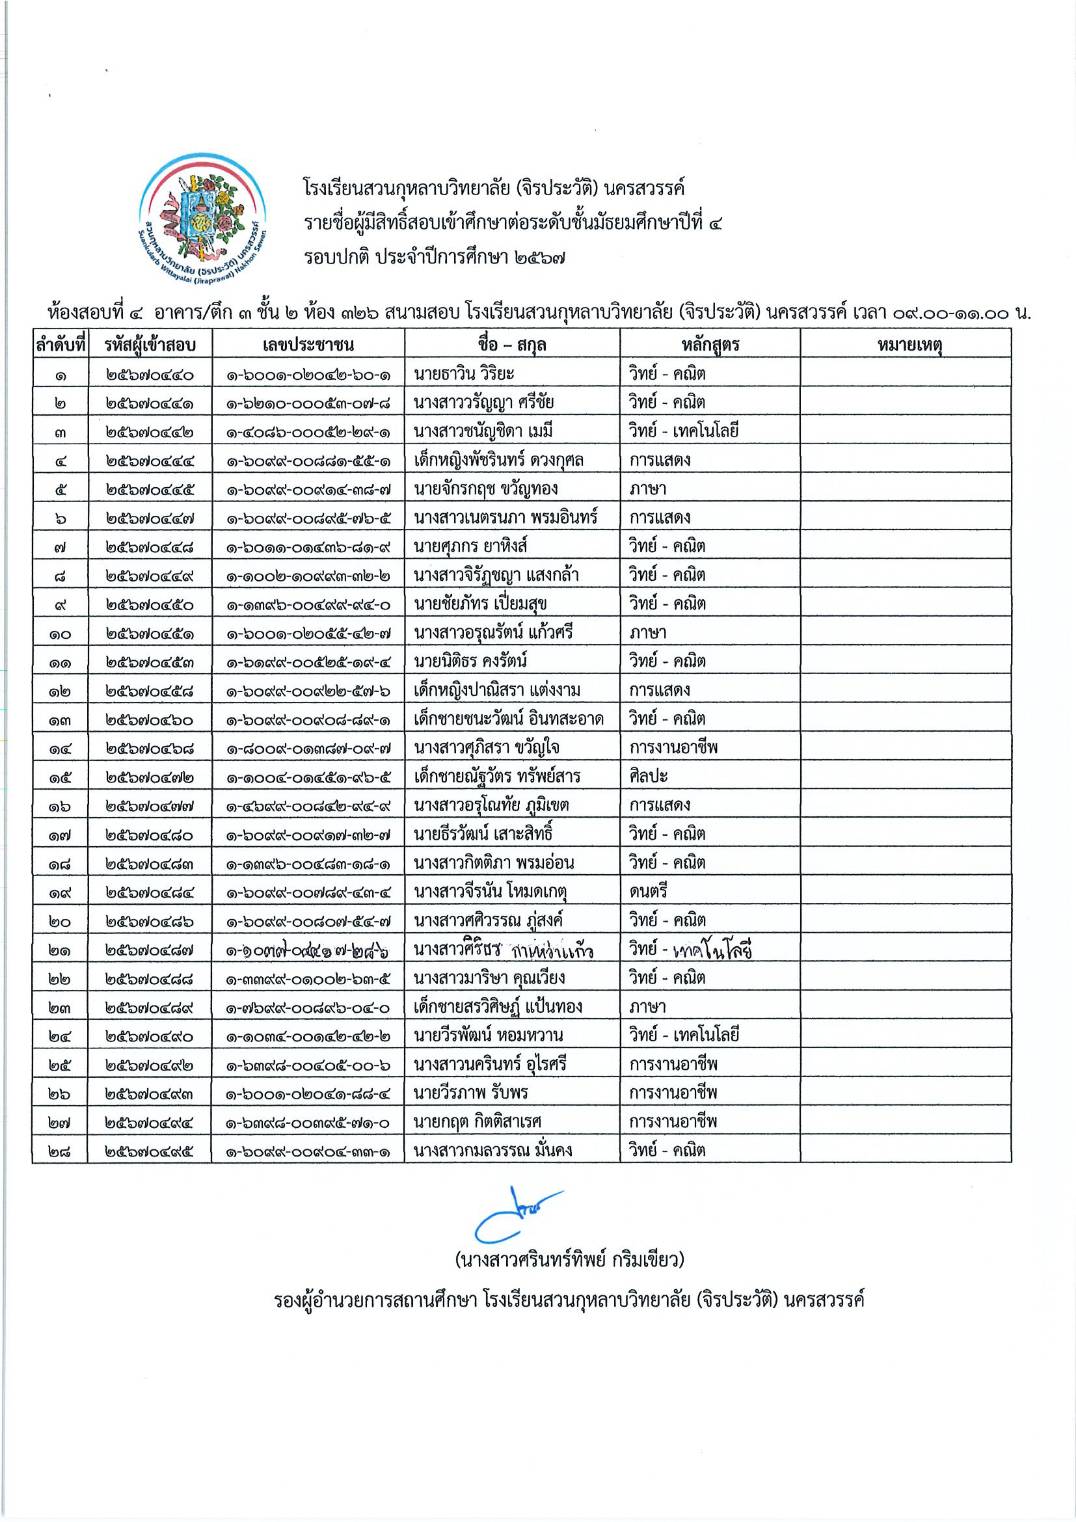 สวนกุหลาบวิทยาลัย (จิรประวัติ) นครสวรรค์
Suankularb Wittayalai (Jiraprawat) Nakhon Sawan
โรงเรียนสวนกุหลาบวิทยาลัย (จิรประวัติ) นครสวรรค์
รายชื่อผู้มีสิทธิ์สอบเข้าศึกษาต่อระดับชั้นมัธยมศึกษาปีที่ ๔
รอบปกติ ประจำปีการศึกษา ๒๕๖๗
ห้องสอบที่ ๔ อาคาร/ตึก ๓ ชั้น ๒ ห้อง ๓๒๖ สนามสอบ โรงเรียนสวนกุหลาบวิทยาลัย (จิรประวัติ) นครสวรรค์ เวลา ๐๙.๐๐-๑๑.๐๐ น.
ลำดับที่ รหัสผู้เข้าสอบ เลขประชาชน ชื่อ – สกุล หลักสูตร หมายเหตุ
๑ ๒๕๖๗๐๔๔๐ ๑-๖๐๐๑-๐๒๐๔๒-๖๐-๑ นายธาวิน วิริยะ วิทย์ - คณิต
๒ ๒๕๖๗๐๔๔๑ ๑-๖๒๑๐-๐๐๐๕๓-๐๗-๘ นางสาววรัญญา ศรีชัย วิทย์ - คณิต
๓ ๒๕๖๗๐๔๔๒ ๑-๔๐๘๖-๐๐๐๕๒-๒๙-๑ นางสาวชนัญชิดา เมมี วิทย์ - เทคโนโลยี
๔ ๒๕๖๗๐๔๔๔ ๑-๖๐๙๙-๐๐๘๘๑-๕๕-๑ เด็กหญิงพัชรินทร์ ดวงกุศล การแสดง
๕ ๒๕๖๗๐๔๔๕ ๑-๖๐๙๙-๐๐๙๑๔-๓๘-๗ นายจักรกฤช ขวัญทอง ภาษา
๖ ๒๕๖๗๐๔๔๗ ๑-๖๐๙๙-๐๐๘๙๕-๗๖-๕ นางสาวเนตรนภา พรมอินทร์ การแสดง
๗ ๒๕๖๗๐๔๔๘ ๑-๖๐๑๑-๐๑๔๓๖-๘๑-๙ นายศุภกร ยาหิงส์ วิทย์ - คณิต
๘ ๒๕๖๗๐๔๔๙ ๑-๑๐๐๒-๑๐๙๙๓-๓๒-๒ นางสาวจิรัฏชญา แสงกล้า วิทย์ - คณิต
๙ ๒๕๖๗๐๔๕๐ ๑-๑๓๙๖-๐๐๔๙๙-๙๔-๐ นายชัยภัทร เปี่ยมสุข วิทย์ - คณิต
๑๐ ๒๕๖๗๐๔๕๑ ๑-๖๐๐๑-๐๒๐๕๕-๔๒-๗ นางสาวอรุณรัตน์ แก้วศรี ภาษา
๑๑ ๒๕๖๗๐๔๕๓ ๑-๖๑๙๙-๐๐๕๒๕-๑๙-๔ นายนิติธร คงรัตน์ วิทย์ - คณิต
๑๒ ๒๕๖๗๐๔๕๘ ๑-๖๐๙๙-๐๐๙๒๒-๕๗-๖ เด็กหญิงปาณิสรา แต่งงาม การแสดง
๑๓ ๒๕๖๗๐๔๖๐ ๑-๖๐๙๙-๐๐๙๐๘-๘๙-๑ เด็กชายชนะวัฒน์ อินทสะอาด วิทย์ - คณิต
๑๔ ๒๕๖๗๐๔๖๘ ๑-๘๐๐๙-๐๑๓๘๗-๐๙-๗ นางสาวศุภิสรา ขวัญใจ การงานอาชีพ
๑๕ ๒๕๖๗๐๔๗๒ ๑-๑๐๐๔-๐๑๔๕๑-๙๖-๕ เด็กชายณัฐวัตร ทรัพย์สาร ศิลปะ
๑๖ ๒๕๖๗๐๔๗๗ ๑-๔๖๙๙-๐๐๘๔๒-๙๔-๙ นางสาวอรุโณทัย ภูมิเขต การแสดง
๑๗ ๒๕๖๗๐๔๘๐ ๑-๖๐๙๙-๐๐๙๑๗-๓๒-๗ นายธีรวัฒน์ เสาะสิทธิ์ วิทย์ - คณิต
๑๘ ๒๕๖๗๐๔๘๓ ๑-๑๓๙๖-๐๐๔๘๓-๑๘-๑ นางสาวกิตติภา พรมอ่อน วิทย์ - คณิต
๑๙ ๒๕๖๗๐๔๘๔ ๑-๖๐๙๙-๐๐๗๘๙-๔๓-๔ นางสาวจีรนัน โหมดเกตุ ดนตรี
๒๐ ๒๕๖๗๐๔๘๖ ๑-๖๐๙๙-๐๐๘๐๗-๕๔-๗ นางสาวศศิวรรณ ภู่สงค์ วิทย์ - คณิต
๒๑ ๒๕๖๗๐๔๘๗ นางสาวศิริธร วิทย์ - เทคโนโลยี
๒๒ ๒๕๖๗๐๔๘๘ ๑-๓๓๙๙-๐๑๐๐๒-๖๓-๕ นางสาวมาริษา คุณเวียง วิทย์ - คณิต
๒๓ ๒๕๖๗๐๔๘๙ ๑-๗๖๙๙-๐๐๘๙๖-๐๔-๐ เด็กชายสรวิศิษฏ์ แป้นทอง ภาษา
๒๔ ๒๕๖๗๐๔๙๐ ๑-๑๐๓๔-๐๐๑๔๒-๔๒-๒ นายวีรพัฒน์ หอมหวาน วิทย์ - เทคโนโลยี
๒๕ ๒๕๖๗๐๔๙๒ ๑-๖๓๙๘-๐๐๔๐๕-๐๐-๖ นางสาวนครินทร์ อุไรศรี การงานอาชีพ
๒๖ ๒๕๖๗๐๔๙๓ ๑-๖๐๐๑-๐๒๐๔๑-๘๘-๔ นายวีรภาพ รับพร การงานอาชีพ
๒๗ ๒๕๖๗๐๔๙๔ ๑-๖๓๙๘-๐๐๓๙๕-๗๑-๐ นายกฤต กิตติสาเรศ การงานอาชีพ
๒๘ ๒๕๖๗๐๔๙๕ ๑-๖๐๙๙-๐๐๙๐๔-๓๓-๑ นางสาวกมลวรรณ มั่นคง วิทย์ - คณิต
(นางสาวศรินทร์ทิพย์ กริมเขียว)
รองผู้อำนวยการสถานศึกษา โรงเรียนสวนกุหลาบวิทยาลัย (จิรประวัติ) นครสวรรค์